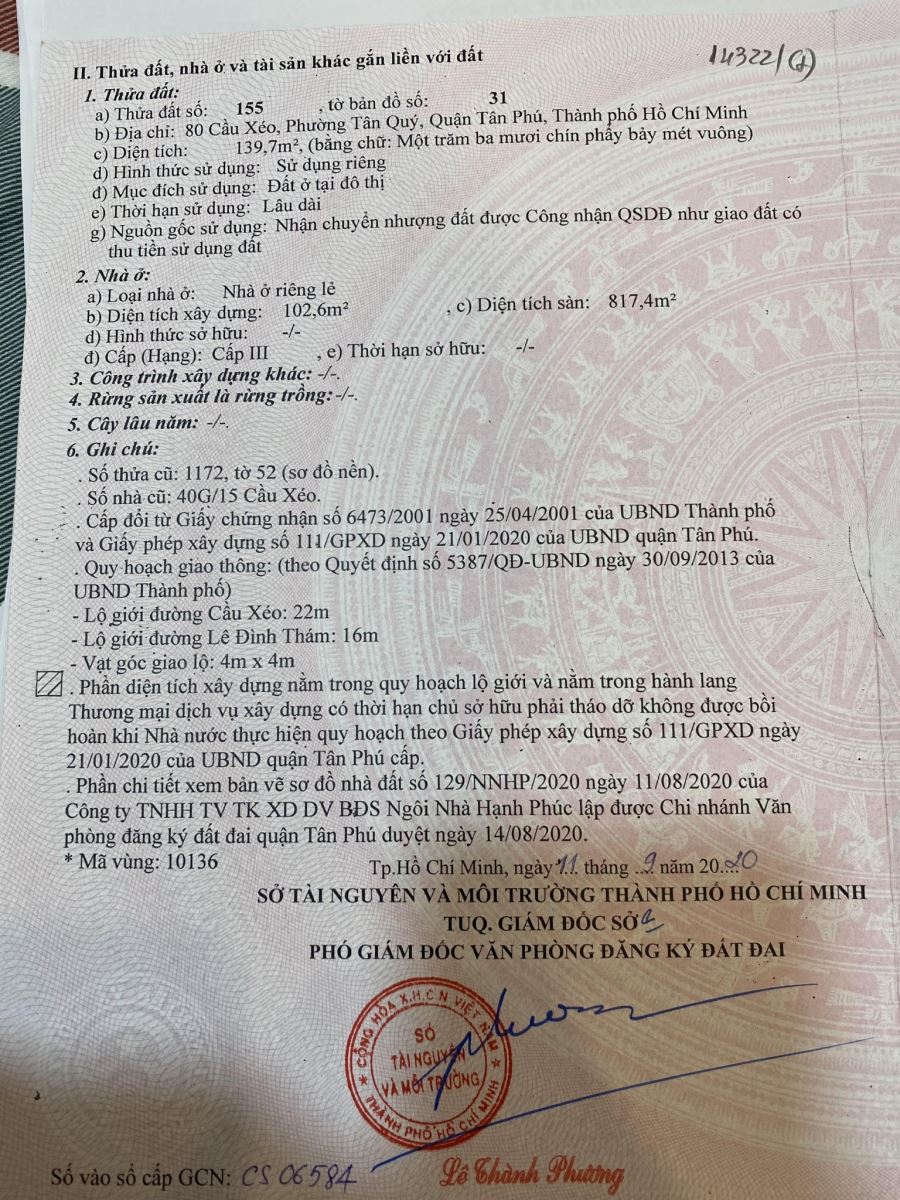 14322/(đ)
II. Thửa đất, nhà ở và tài sản khác gắn liền với đất
1. Thửa đất:
a) Thửa đất số: 155 , tờ bản đồ số: 31
b) Địa chỉ: 80 Cầu Xéo, Phường Tân Quý, Quận Tân Phú, Thành phố Hồ Chí Minh
c) Diện tích: 139,7m², (bằng chữ: Một trăm ba mươi chín phẩy bảy mét vuông)
d) Hình thức sử dụng: Sử dụng riêng
đ) Mục đích sử dụng: Đất ở tại đô thị
e) Thời hạn sử dụng: Lâu dài
g) Nguồn gốc sử dụng: Nhận chuyển nhượng đất được Công nhận QSDĐ như giao đất có
thu tiền sử dụng đất
2. Nhà ở:
a) Loại nhà ở: Nhà ở riêng lẻ
b) Diện tích xây dựng: 102,6m² , c) Diện tích sàn: 817,4m²
d) Hình thức sở hữu: -/-
đ) Cấp (Hạng): Cấp III , e) Thời hạn sở hữu: -/-
3. Công trình xây dựng khác: -/-.
4. Rừng sản xuất là rừng trồng: -/-.
5. Cây lâu năm: -/-.
6. Ghi chú:
. Số thửa cũ: 1172, tờ 52 (sơ đồ nền).
. Số nhà cũ: 40G/15 Cầu Xéo.
. Cấp đổi từ Giấy chứng nhận số 6473/2001 ngày 25/04/2001 của UBND Thành phố
và Giấy phép xây dựng số 111/GPXD ngày 21/01/2020 của UBND quận Tân Phú.
. Quy hoạch giao thông: (theo Quyết định số 5387/QĐ-UBND ngày 30/09/2013 của
UBND Thành phố)
- Lộ giới đường Cầu Xéo: 22m
- Lộ giới đường Lê Đình Thám: 16m
- Vạt góc giao lộ: 4m x 4m
. Phần diện tích xây dựng nằm trong quy hoạch lộ giới và nằm trong hành lang
Thương mại dịch vụ xây dựng có thời hạn chủ sở hữu phải tháo dỡ không được bồi
hoàn khi Nhà nước thực hiện quy hoạch theo Giấy phép xây dựng số 111/GPXD ngày
21/01/2020 của UBND quận Tân Phú cấp.
. Phần chi tiết xem bản vẽ sơ đồ nhà đất số 129/NNHP/2020 ngày 11/08/2020 của
Công ty TNHH TV TK XD DV BĐS Ngôi Nhà Hạnh Phúc lập được Chi nhánh Văn
phòng đăng ký đất đai quận Tân Phú duyệt ngày 14/08/2020.
* Mã vùng: 10136
Tp.Hồ Chí Minh, ngày 11 tháng 9 năm 20 20
SỞ TÀI NGUYÊN VÀ MÔI TRƯỜNG THÀNH PHỐ HỒ CHÍ MINH
TUQ. GIÁM ĐỐC SỞ
PHÓ GIÁM ĐỐC VĂN PHÒNG ĐĂNG KÝ ĐẤT ĐAI
CỘNG HÒA X.H.C.N VIỆT NAM
SỞ
TÀI NGUYÊN
VÀ MÔI TRƯỜNG
THÀNH PHỐ HỒ CHÍ MINH
Số vào sổ cấp GCN: CS 06584
Lê Thành Phương